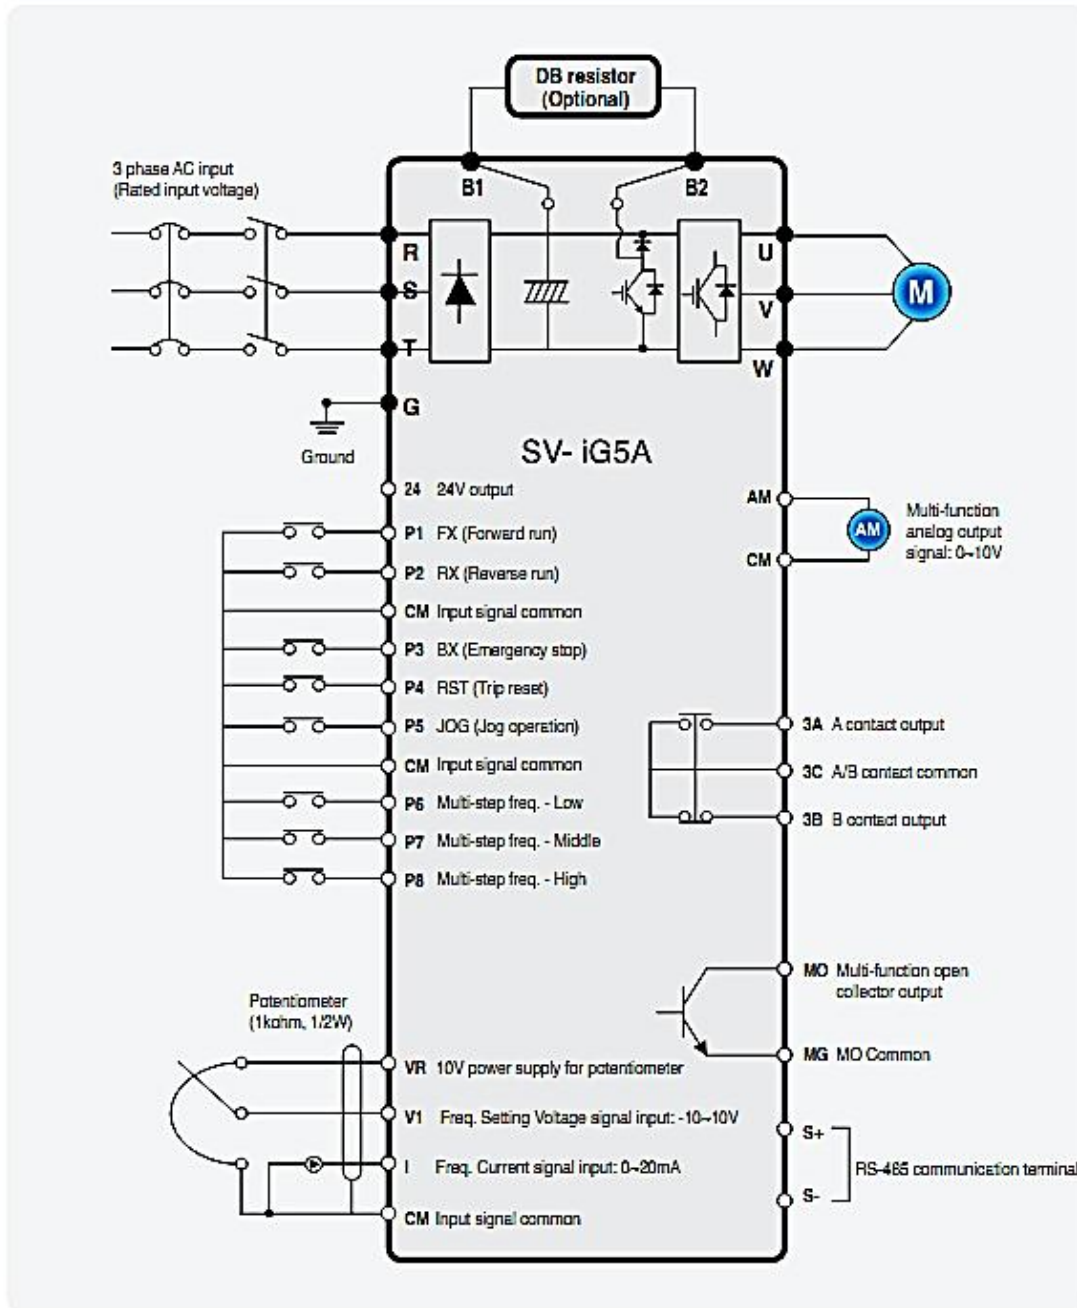 DB resistor
(Optional)
3 phase AC input
(Rated input voltage)
B1
B2
R
S
T
G
U
V
W
M
Ground
SV- iG5A
24 24V output
P1 FX (Forward run)
P2 RX (Reverse run)
CM Input signal common
P3 BX (Emergency stop)
P4 RST (Trip reset)
P5 JOG (Jog operation)
CM Input signal common
P6 Multi-step freq. - Low
P7 Multi-step freq. - Middle
P8 Multi-step freq. - High
AM
CM
AM
Multi-function
analog output
signal: 0~10V
3A A contact output
3C A/B contact common
3B B contact output
MO Multi-function open
collector output
MG MO Common
Potentiometer
(1kohm, 1/2W)
VR 10V power supply for potentiometer
V1 Freq. Setting Voltage signal input: -10~10V
I Freq. Current signal input: 0~20mA
CM Input signal common
S+
S-
RS-485 communication terminal